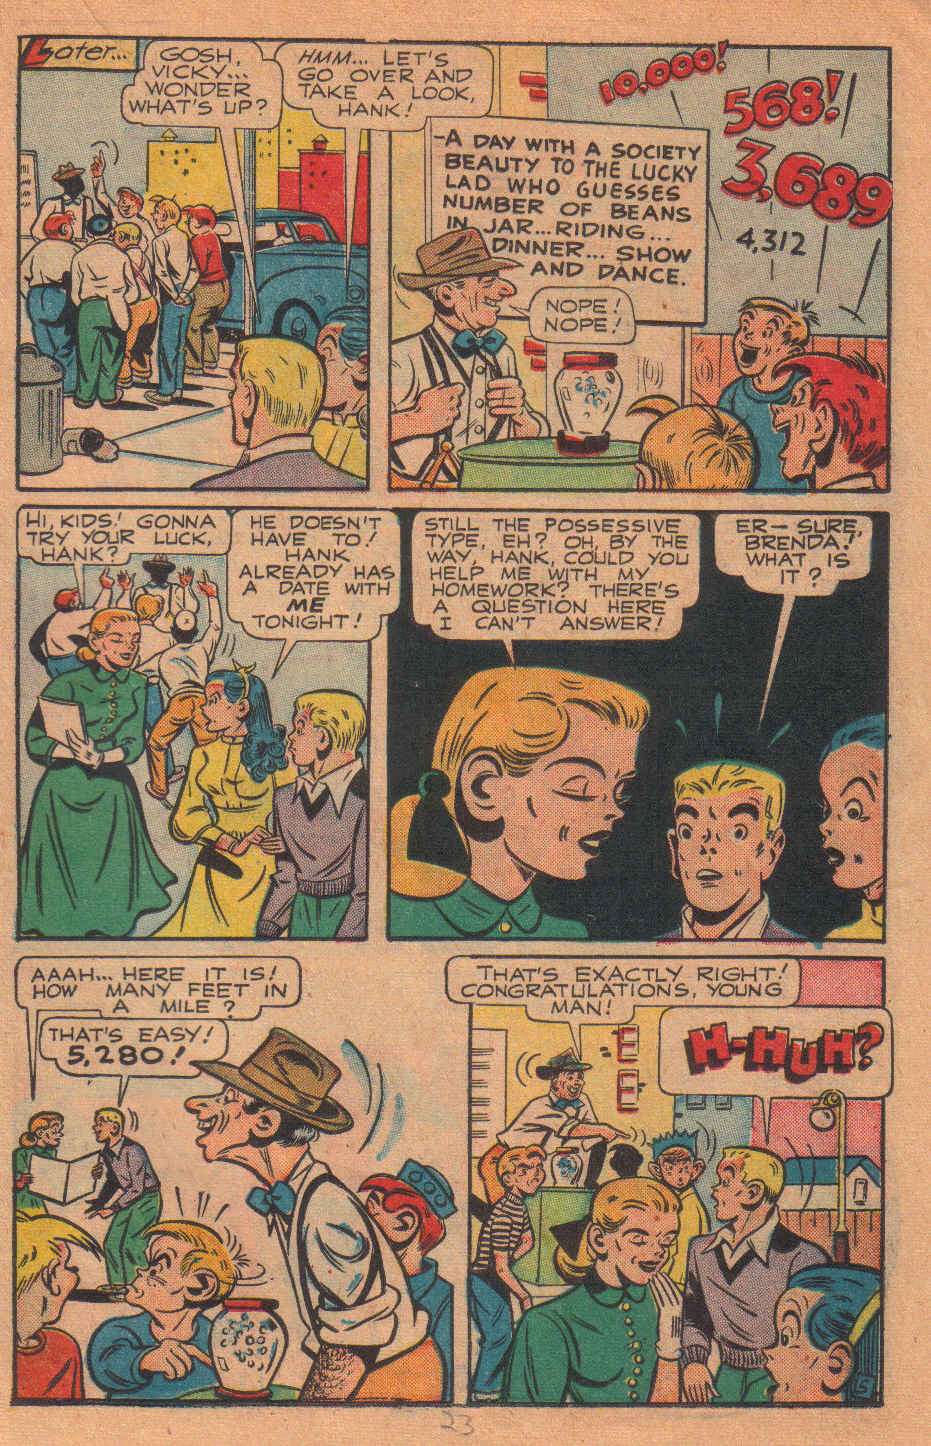 Later...
GOSH,
VICKY...
WONDER
WHAT'S UP?
HMM... LET'S
GO OVER AND
TAKE A LOOK,
HANK!
10,000!
568!
3,689
4,312
-A DAY WITH A SOCIETY
BEAUTY TO THE LUCKY
LAD WHO GUESSES
NUMBER OF BEANS
IN JAR...RIDING...
DINNER... SHOW
AND DANCE.
NOPE!
NOPE!
HI, KIDS! GONNA
TRY YOUR LUCK,
HANK?
HE DOESN'T
HAVE TO!
HANK
ALREADY HAS
A DATE WITH
ME
TONIGHT!
STILL THE POSSESSIVE
TYPE, EH? OH, BY THE
WAY, HANK, COULD YOU
HELP ME WITH MY
HOMEWORK? THERE'S
A QUESTION HERE
I CAN'T ANSWER!
ER— SURE,
BRENDA!
WHAT IS
IT?
AAAH... HERE IT IS!
HOW MANY FEET IN
A MILE?
THAT'S EASY!
5,280!
THAT'S EXACTLY RIGHT!
CONGRATULATIONS, YOUNG
MAN!
H-HUH?
5
23